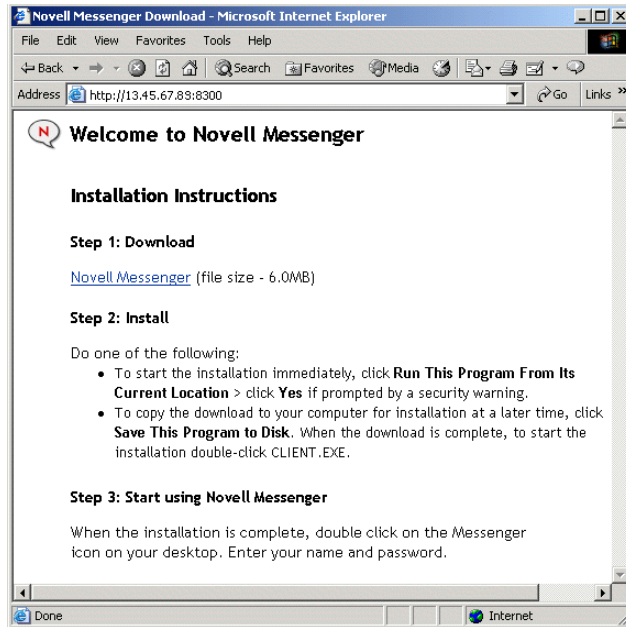 Novell Messenger Download - Microsoft Internet Explorer
File Edit View Favorites Tools Help
Back Search Favorites Media
Address http://13.45.67.89:8300 Go Links »
N Welcome to Novell Messenger
Installation Instructions
Step 1: Download
Novell Messenger (file size - 6.0MB)
Step 2: Install
Do one of the following:
• To start the installation immediately, click Run This Program From Its
Current Location > click Yes if prompted by a security warning.
• To copy the download to your computer for installation at a later time, click
Save This Program to Disk. When the download is complete, to start the
installation double-click CLIENT.EXE.
Step 3: Start using Novell Messenger
When the installation is complete, double click on the Messenger
icon on your desktop. Enter your name and password.
Done Internet